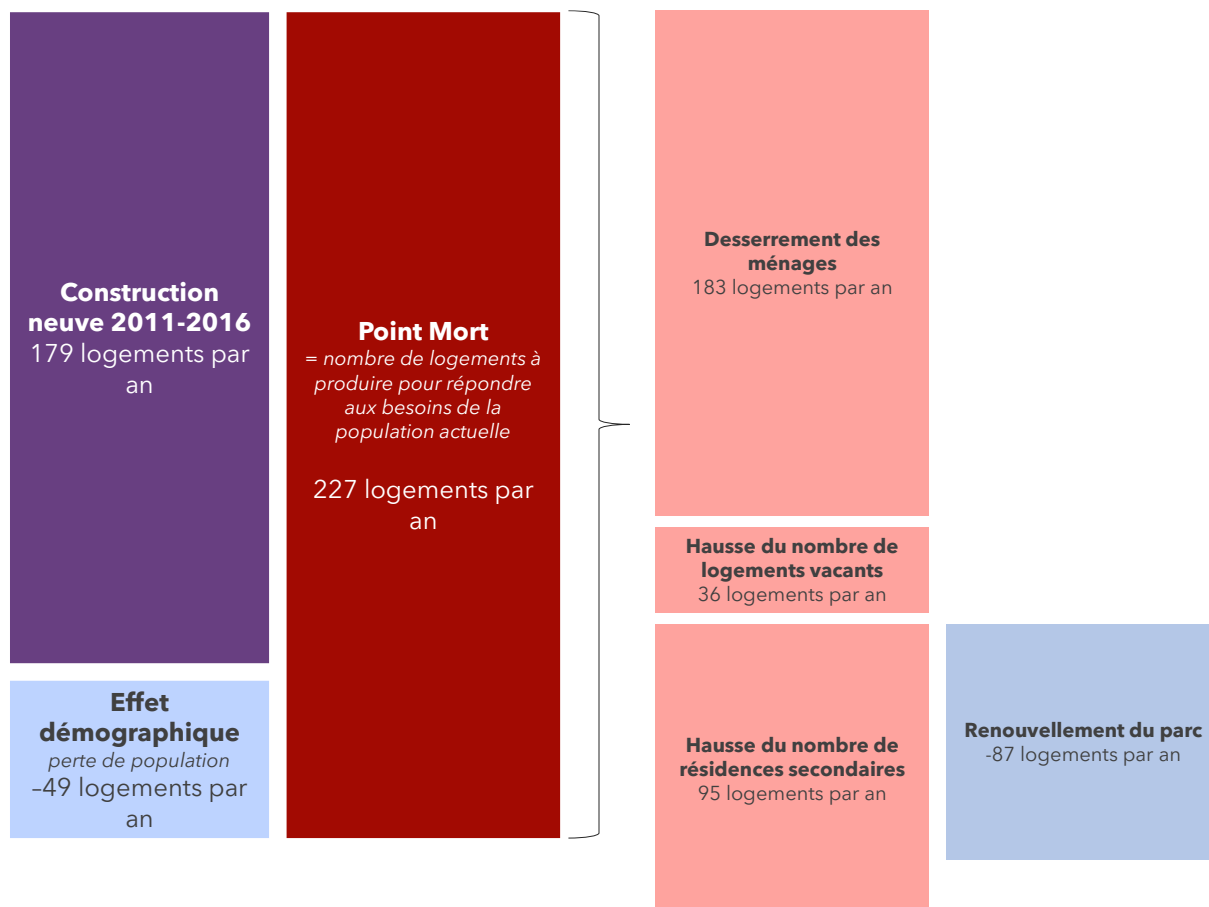 Construction
neuve 2011-2016
179 logements par
an
Effet
démographique
perte de population
–49 logements par
an
Point Mort
= nombre de logements à
produire pour répondre
aux besoins de la
population actuelle
227 logements par
an
Desserrement des
ménages
183 logements par an
Hausse du nombre de
logements vacants
36 logements par an
Hausse du nombre de
résidences secondaires
95 logements par an
Renouvellement du parc
-87 logements par an